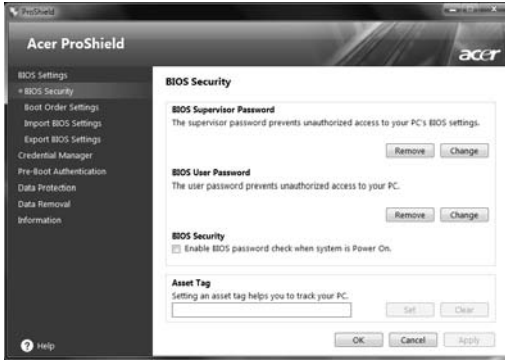 ProShield
Acer ProShield
acer
BIOS Settings
BIOS Security
Boot Order Settings
Import BIOS Settings
Export BIOS Settings
Credential Manager
Pre-Boot Authentication
Data Protection
Data Removal
Information
Help
BIOS Security
BIOS Supervisor Password
The supervisor password prevents unauthorized access to your PC's BIOS settings.
Remove Change
BIOS User Password
The user password prevents unauthorized access to your PC.
Remove Change
BIOS Security
Enable BIOS password check when system is Power On.
Asset Tag
Setting an asset tag helps you to track your PC.
Set Clear
OK Cancel Apply